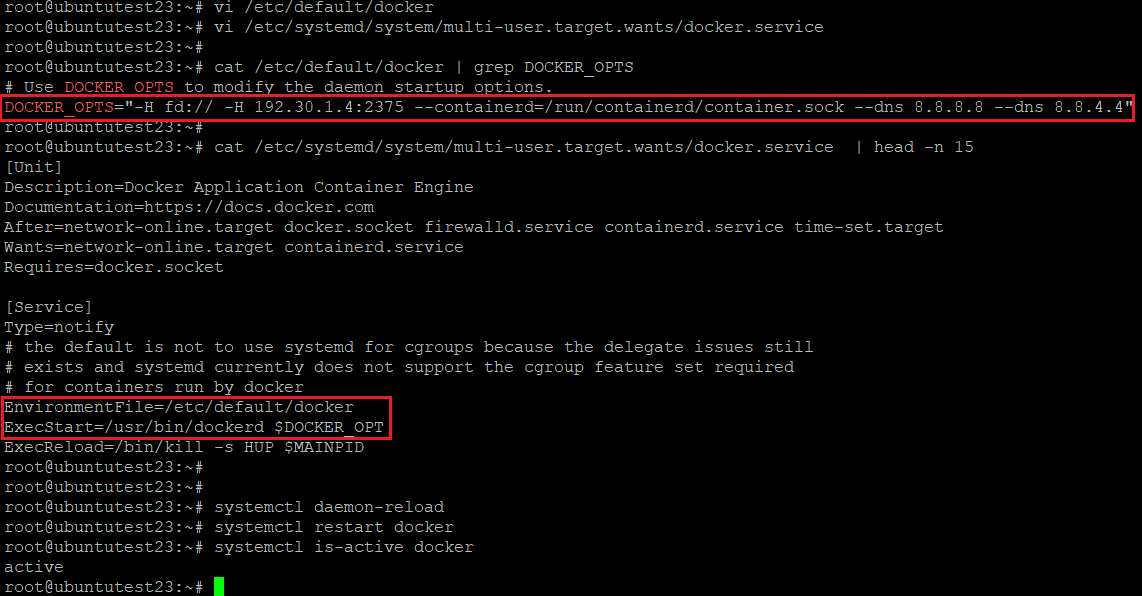 root@ubuntutest23:~# vi /etc/default/docker
root@ubuntutest23:~# vi /etc/systemd/system/multi-user.target.wants/docker.service
root@ubuntutest23:~#
root@ubuntutest23:~# cat /etc/default/docker | grep DOCKER_OPTS
# Use DOCKER_OPTS to modify the daemon startup options.
DOCKER_OPTS="-H fd:// -H 192.30.1.4:2375 --containerd=/run/containerd/container.sock --dns 8.8.8.8 --dns 8.8.4.4"
root@ubuntutest23:~#
root@ubuntutest23:~# cat /etc/systemd/system/multi-user.target.wants/docker.service  | head -n 15
[Unit]
Description=Docker Application Container Engine
Documentation=https://docs.docker.com
After=network-online.target docker.socket firewalld.service containerd.service time-set.target
Wants=network-online.target containerd.service
Requires=docker.socket

[Service]
Type=notify
# the default is not to use systemd for cgroups because the delegate issues still
# exists and systemd currently does not support the cgroup feature set required
# for containers run by docker
EnvironmentFile=/etc/default/docker
ExecStart=/usr/bin/dockerd $DOCKER_OPT
ExecReload=/bin/kill -s HUP $MAINPID
root@ubuntutest23:~#
root@ubuntutest23:~#
root@ubuntutest23:~# systemctl daemon-reload
root@ubuntutest23:~# systemctl restart docker
root@ubuntutest23:~# systemctl is-active docker
active
root@ubuntutest23:~#